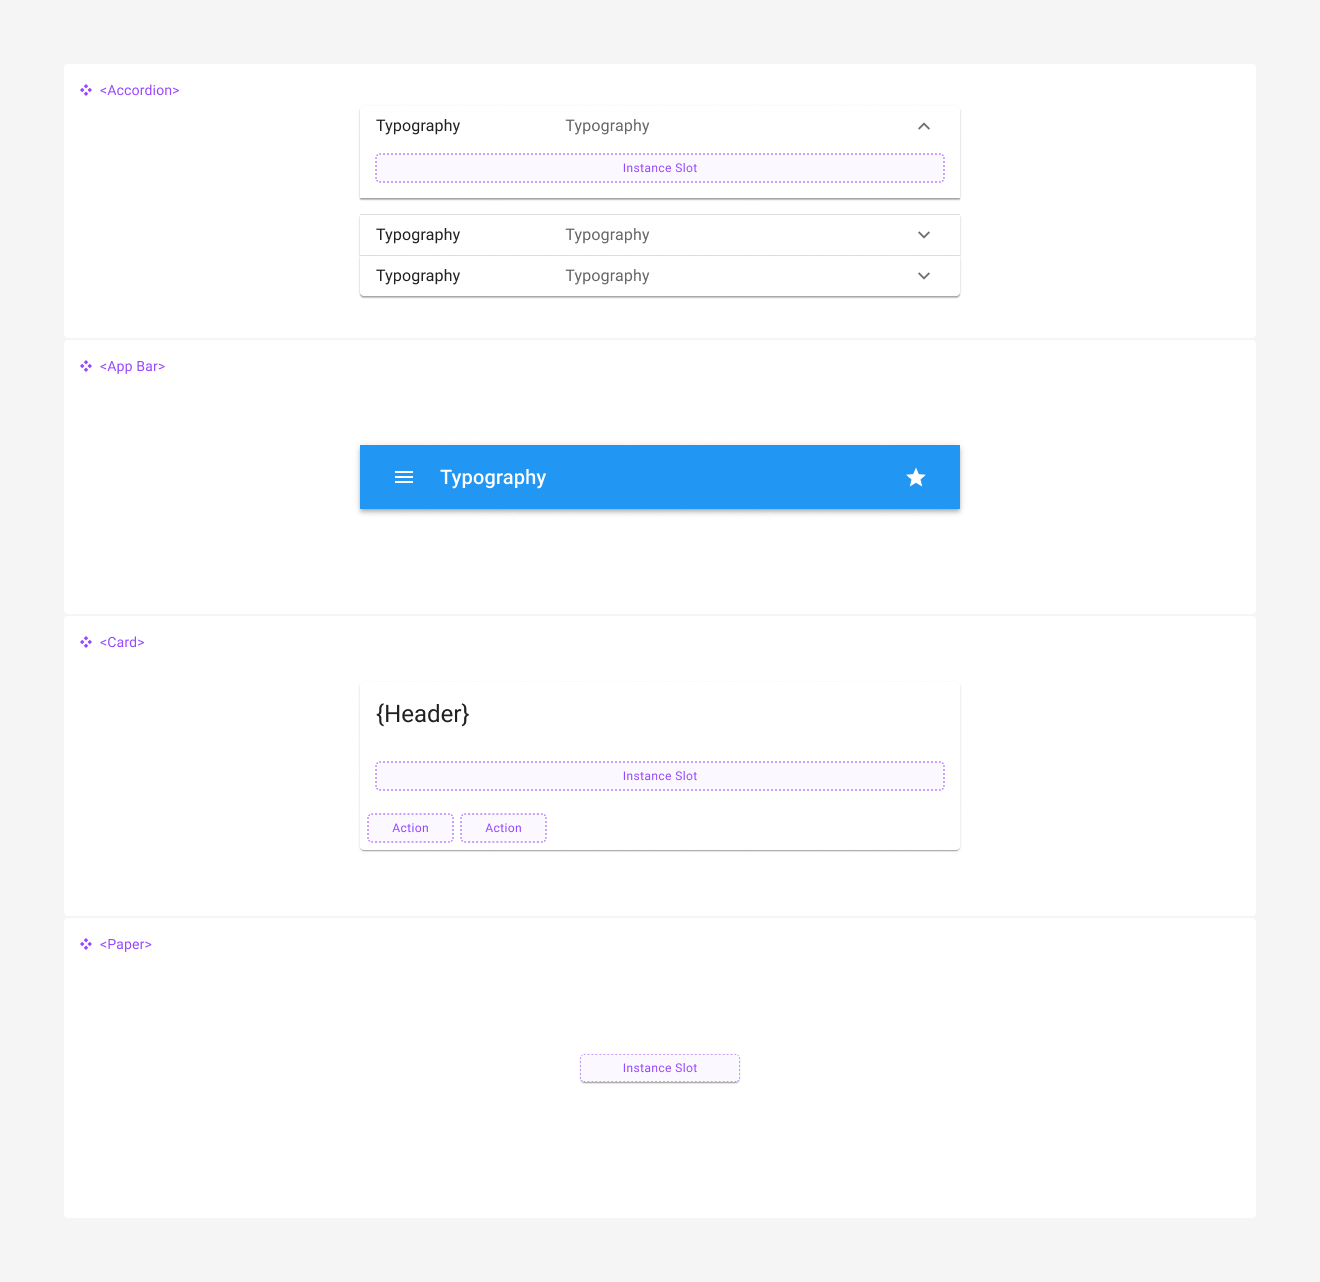 <Accordion>
Typography Typography
Instance Slot
Typography Typography
Typography Typography
<App Bar>
Typography
<Card>
{Header}
Instance Slot
Action Action
<Paper>
Instance Slot